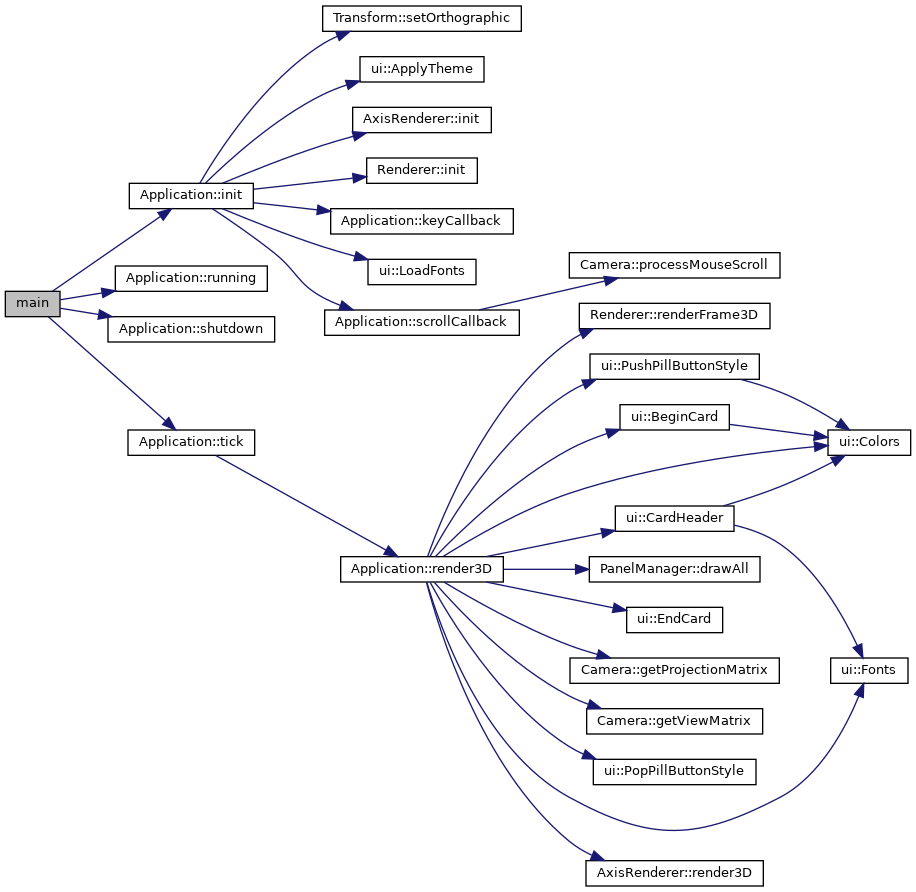 Transform::setOrthographic
ui::ApplyTheme
AxisRenderer::init
Renderer::init
Application::init
Application::keyCallback
ui::LoadFonts
Camera::processMouseScroll
Application::running
main
Renderer::renderFrame3D
Application::scrollCallback
Application::shutdown
ui::PushPillButtonStyle
ui::BeginCard
Application::tick
ui::Colors
ui::CardHeader
Application::render3D
PanelManager::drawAll
ui::EndCard
Camera::getProjectionMatrix
ui::Fonts
Camera::getViewMatrix
ui::PopPillButtonStyle
AxisRenderer::render3D